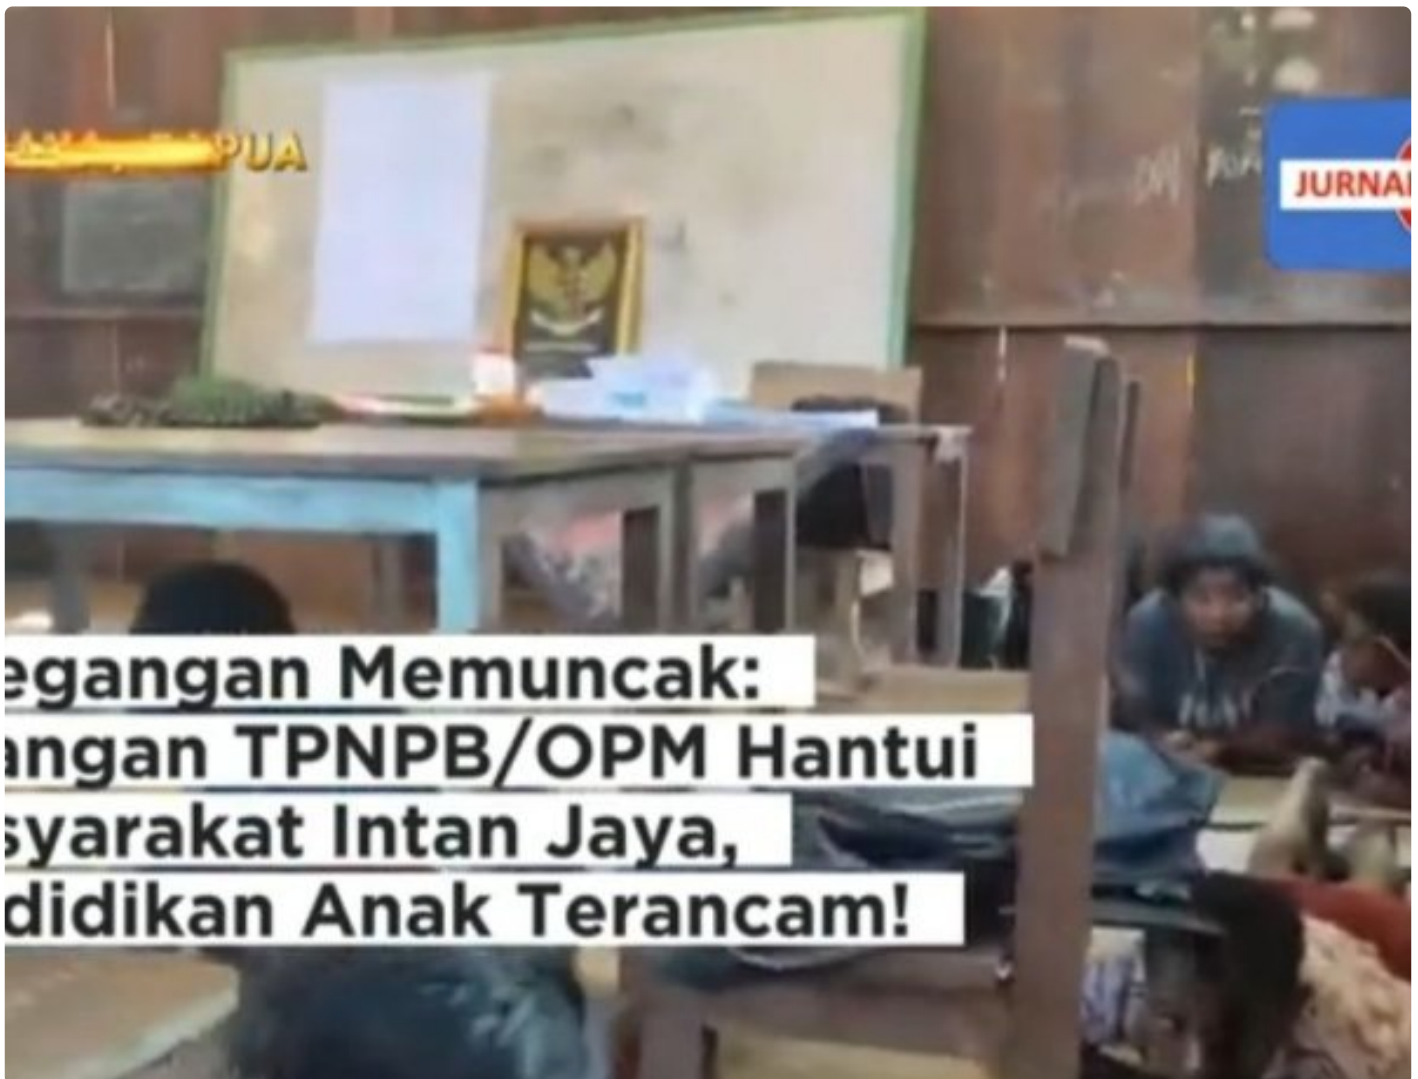 PUA
JURNA
egangan Memuncak:
angan TPNPB/OPM Hantui
syarakat Intan Jaya,
didikan Anak Terancam!